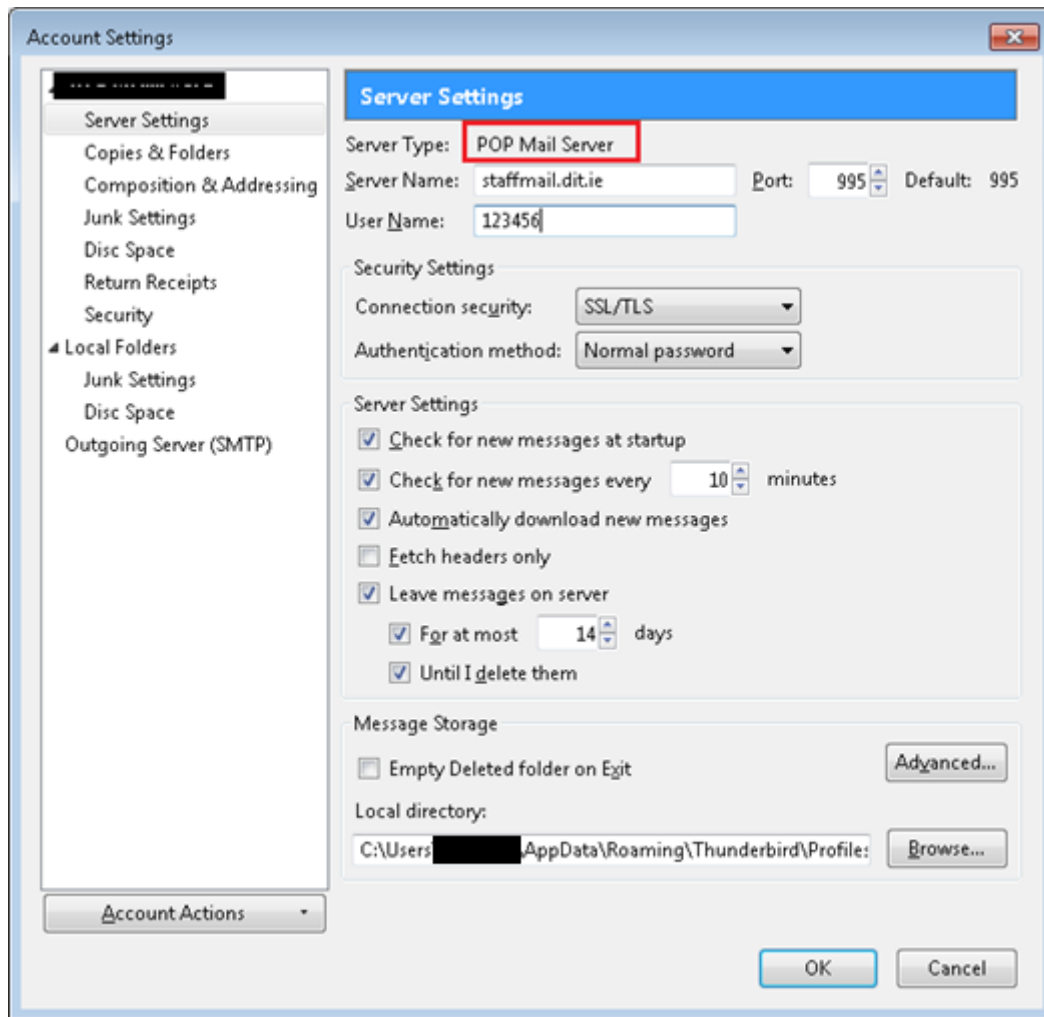 Account Settings
Server Settings
Copies & Folders
Composition & Addressing
Junk Settings
Disc Space
Return Receipts
Security
Local Folders
Junk Settings
Disc Space
Outgoing Server (SMTP)
Account Actions
Server Settings
Server Type: POP Mail Server
Server Name: staffmail.dit.ie Port: 995 Default: 995
User Name: 123456
Security Settings
Connection security: SSL/TLS
Authentication method: Normal password
Server Settings
Check for new messages at startup
Check for new messages every 10 minutes
Automatically download new messages
Fetch headers only
Leave messages on server
For at most 14 days
Until I delete them
Message Storage
Empty Deleted folder on Exit Advanced...
Local directory:
C:\Users\ \AppData\Roaming\Thunderbird\Profiles Browse...
OK Cancel